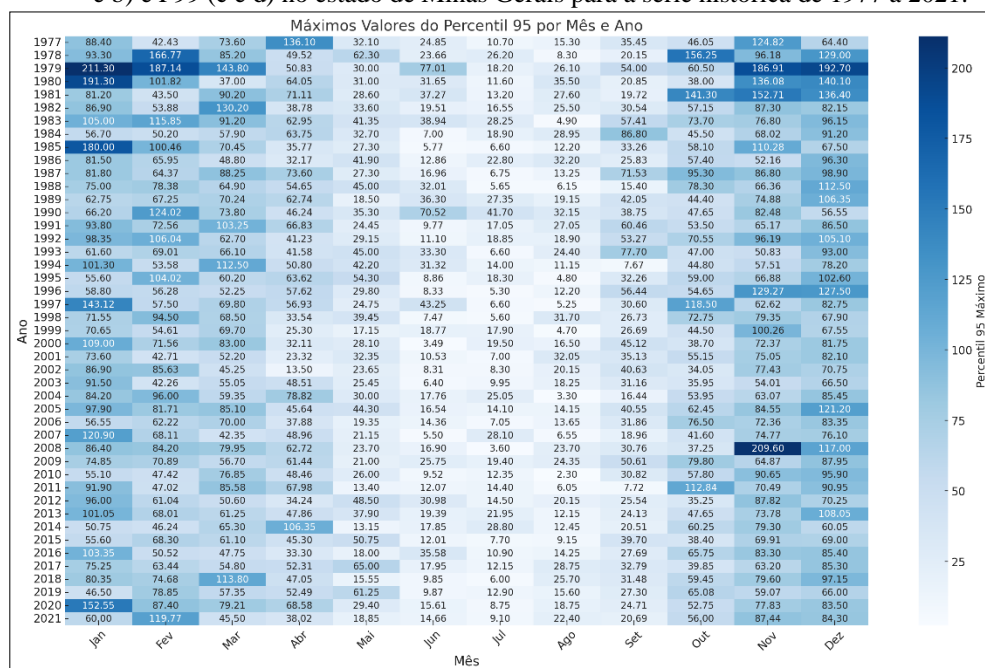 e b) e P99 (c e d) no estado de Minas Gerais para a série histórica de 1977 a 2021.
Máximos Valores do Percentil 95 por Mês e Ano
1977 88.40 42.43 73.60 136.10 32.10 24.85 10.70 15.30 35.45 46.05 124.82 64.40
1978 93.30 166.77 85.20 49.52 62.30 23.66 26.20 8.30 20.15 156.25 96.18 129.00
1979 211.30 187.14 143.80 50.83 30.00 77.01 18.20 26.10 54.00 60.50 186.91 192.70
1980 191.30 101.82 37.00 64.05 31.00 31.65 11.60 35.50 20.85 38.00 136.08 140.10
1981 81.20 43.50 90.20 71.11 28.60 37.27 13.20 27.60 19.72 141.30 152.71 136.40
1982 86.90 53.88 130.20 38.78 33.60 19.51 16.55 25.50 30.54 57.15 87.30 82.15
1983 105.00 115.85 91.20 62.95 41.35 38.94 28.25 4.90 57.41 73.70 76.80 96.15
1984 56.70 50.20 57.90 63.75 32.70 7.00 18.90 28.95 86.80 45.50 68.02 91.20
1985 180.00 100.46 70.45 35.77 27.30 5.77 6.60 12.20 33.26 58.10 110.28 67.50
1986 81.50 65.95 48.80 32.17 41.90 12.86 22.80 32.20 25.83 57.40 52.16 96.30
1987 81.80 64.37 88.25 73.60 27.30 16.96 6.75 13.25 71.53 95.30 86.80 98.90
1988 75.00 78.38 64.90 54.65 45.00 32.01 5.65 6.15 15.40 78.30 66.36 112.50
1989 62.75 67.25 70.24 62.74 18.50 36.30 27.35 19.15 42.05 44.40 74.88 106.35
1990 66.20 124.02 73.80 46.24 35.30 70.52 41.70 32.15 38.75 47.65 82.48 56.55
1991 93.80 72.56 103.25 66.83 24.45 9.77 17.05 27.05 60.46 53.50 65.17 86.50
1992 98.35 106.04 62.70 41.23 29.15 11.10 18.85 18.90 53.27 70.55 96.19 105.10
1993 61.60 69.01 66.10 41.58 45.00 33.30 6.60 24.40 77.70 47.00 50.83 93.00
1994 101.30 53.58 112.50 50.80 42.20 31.32 14.00 11.15 7.67 44.80 57.51 78.20
1995 55.60 104.02 60.20 63.62 54.30 8.86 18.30 4.80 32.26 59.00 66.88 102.60
1996 58.80 56.28 52.25 57.62 29.80 8.33 5.30 12.20 56.44 54.65 129.27 127.50
1997 143.12 57.50 69.80 56.93 24.75 43.25 6.60 5.25 30.60 118.50 62.62 82.75
1998 71.55 94.50 68.50 33.54 39.45 7.47 5.60 31.70 26.73 72.75 79.35 67.90
1999 70.65 54.61 69.70 25.30 17.15 18.77 17.90 4.70 26.69 44.50 100.26 67.55
2000 109.00 71.56 83.00 32.11 28.10 3.49 19.50 16.50 45.12 38.70 72.37 81.75
2001 73.60 42.71 52.20 23.32 32.35 10.53 7.00 32.05 35.13 55.15 75.05 82.10
2002 86.90 85.63 45.25 13.50 23.65 8.31 8.30 20.15 40.63 34.05 77.43 70.75
2003 91.50 42.26 55.05 48.51 25.45 6.40 9.95 18.25 31.16 35.95 54.01 66.50
2004 84.20 96.00 59.35 78.82 30.00 17.76 25.05 3.30 16.44 53.95 63.07 85.45
2005 97.90 81.71 85.10 45.64 44.30 16.54 14.10 14.15 40.55 62.45 84.55 121.20
2006 56.55 62.22 70.00 37.88 19.35 14.36 7.05 13.65 31.86 76.50 72.36 83.35
2007 120.90 68.11 42.35 48.96 21.15 5.50 28.10 6.55 18.96 41.60 74.77 76.10
2008 86.40 84.20 79.95 62.72 23.70 16.90 3.60 23.70 30.76 37.25 209.60 117.00
2009 74.85 70.89 56.70 61.44 21.00 25.75 19.40 24.35 50.61 79.80 64.87 87.95
2010 55.10 47.42 76.85 48.46 26.00 9.52 12.35 2.30 30.82 57.80 90.65 95.90
2011 91.90 47.02 85.58 67.98 13.40 12.07 14.40 6.05 7.72 112.84 70.49 90.95
2012 96.00 61.04 50.60 34.24 48.50 30.98 14.50 20.15 25.54 35.25 87.82 70.25
2013 101.05 68.01 61.25 47.86 37.90 19.39 21.95 12.15 24.13 47.65 73.78 108.05
2014 50.75 46.24 65.30 106.35 13.15 17.85 28.80 12.45 20.51 60.25 79.30 60.05
2015 55.60 68.30 61.10 45.30 50.75 12.01 7.70 9.15 39.70 38.40 69.91 69.00
2016 103.35 50.52 47.75 33.30 18.00 35.58 10.90 14.25 27.69 65.75 83.30 85.40
2017 75.25 63.44 54.80 52.31 65.00 17.95 12.15 28.75 32.79 39.85 63.20 85.30
2018 80.35 74.68 113.80 47.05 15.55 9.85 6.00 25.70 31.48 59.45 79.60 97.15
2019 46.50 78.85 57.35 52.49 61.25 9.87 12.90 15.60 27.30 65.08 59.07 66.00
2020 152.55 87.40 79.21 68.58 29.40 15.61 8.75 18.75 24.71 52.75 77.83 83.50
2021 60.00 119.77 45.50 38.02 18.85 14.66 9.10 22.40 20.69 56.00 87.44 84.30
Jan Fev Mar Abr Mai Jun Jul Ago Set Out Nov Dez
Mês
Ano
200
175
150
125
100
75
50
25
Percentil 95 Máximo